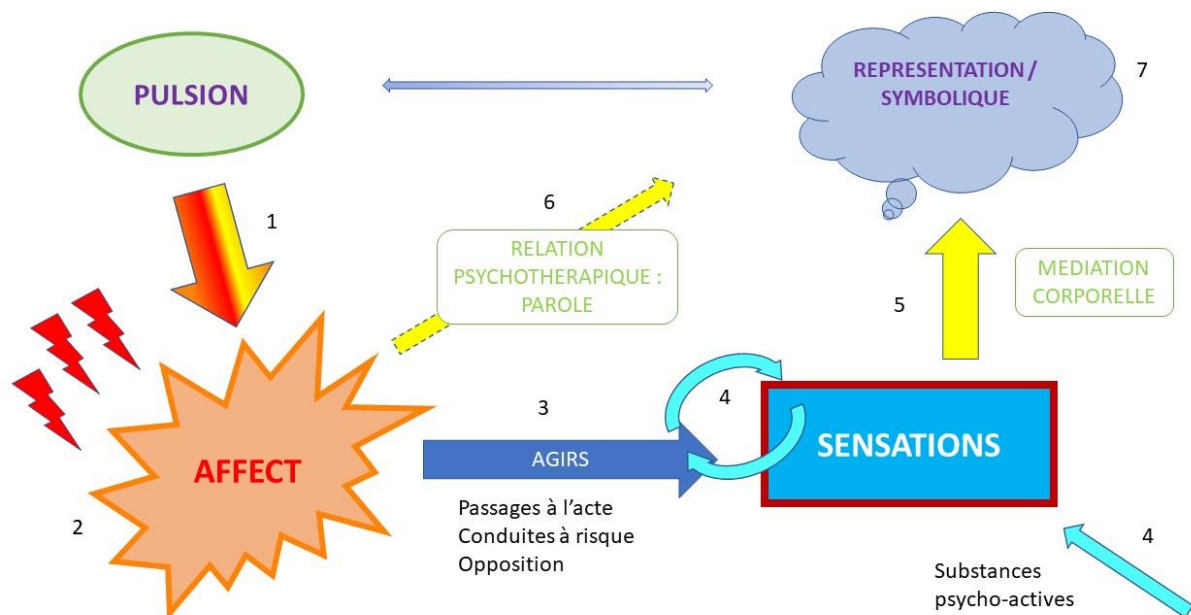 PULSION
REPRESENTATION /
SYMBOLIQUE
7
1
6
RELATION
PSYCHOTHERAPIQUE :
PAROLE
MEDIATION
CORPORELLE
5
3
4
AFFECT
AGIRS
SENSATIONS
2
Passages à l'acte
Conduites à risque
Opposition
4
Substances
psycho-actives